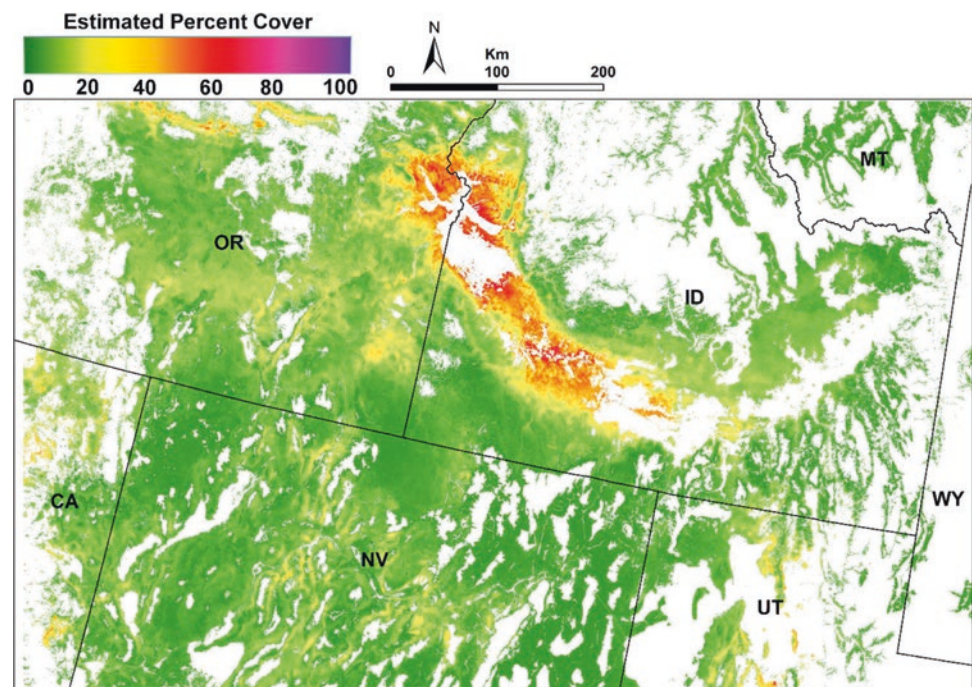 Estimated Percent Cover
0 20 40 60 80 100
N
Km
0 100 200
MT
OR
ID
CA
WY
NV
UT